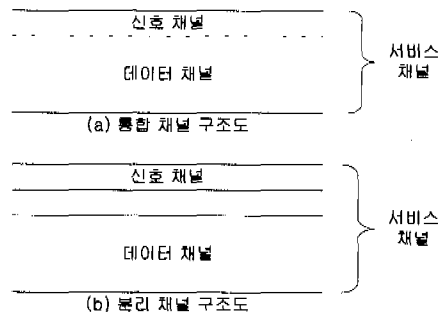 신호 채널
데이터 채널
서비스
채널
(a) 통합 채널 구조도
신호 채널
데이터 채널
서비스
채널
(b) 분리 채널 구조도